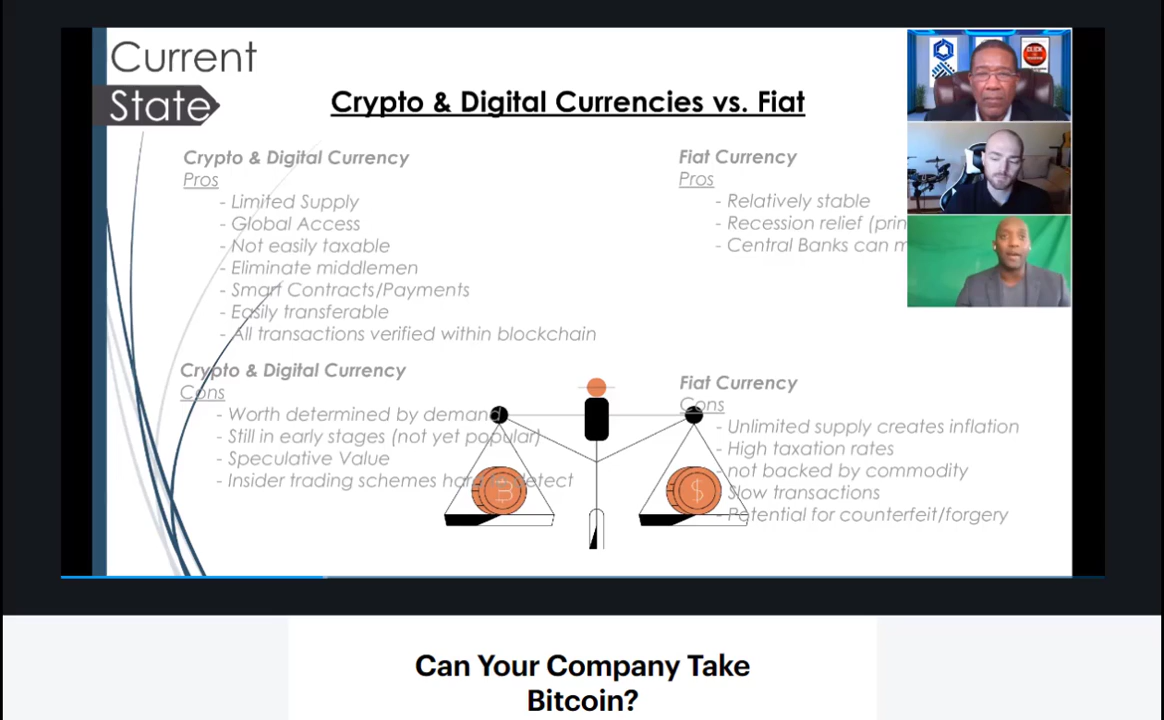 Current
State
Crypto & Digital Currencies vs. Fiat
Crypto & Digital Currency
Pros
- Limited Supply
- Global Access
- Not easily taxable
- Eliminate middlemen
- Smart Contracts/Payments
- Easily transferable
- All transactions verified within blockchain
Crypto & Digital Currency
Cons
- Worth determined by demand
- Still in early stages (not yet popular)
- Speculative Value
- Insider trading schemes hard to detect
Fiat Currency
Pros
- Relatively stable
- Recession relief (prin
- Central Banks can m
Fiat Currency
Cons
- Unlimited supply creates inflation
- High taxation rates
- not backed by commodity
- Slow transactions
- Potential for counterfeit/forgery
Can Your Company Take
Bitcoin?